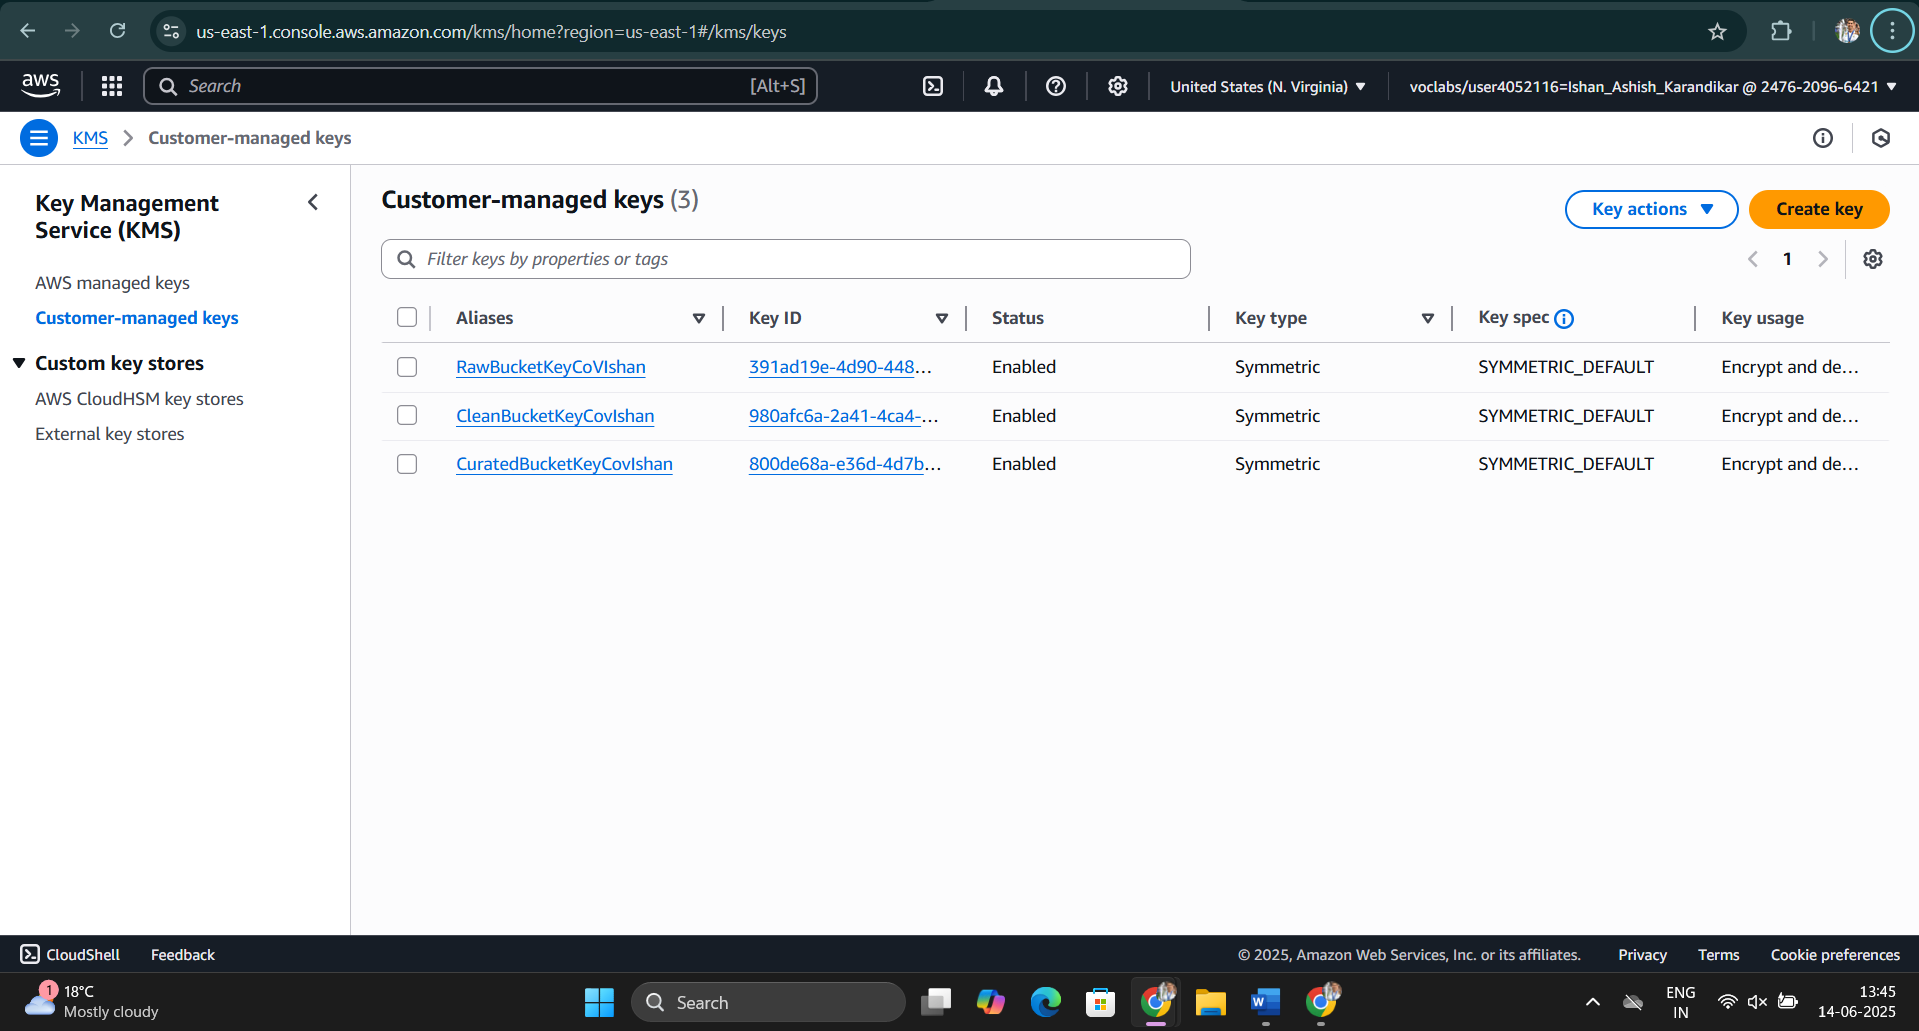 us-east-1.console.aws.amazon.com/kms/home?region=us-east-1#/kms/keys
aws
Search [Alt+S]
United States (N. Virginia)
voclabs/user4052116=Ishan_Ashish_Karandikar @ 2476-2096-6421
KMS
Customer-managed keys
Key Management
Service (KMS)
AWS managed keys
Customer-managed keys
Custom key stores
AWS CloudHSM key stores
External key stores
Customer-managed keys (3)
Key actions
Create key
Filter keys by properties or tags
1
Aliases Key ID Status Key type Key spec Key usage
RawBucketKeyCoVIshan 391ad19e-4d90-448… Enabled Symmetric SYMMETRIC_DEFAULT Encrypt and de…
CleanBucketKeyCovIshan 980afc6a-2a41-4ca4-… Enabled Symmetric SYMMETRIC_DEFAULT Encrypt and de…
CuratedBucketKeyCovIshan 800de68a-e36d-4d7b… Enabled Symmetric SYMMETRIC_DEFAULT Encrypt and de…
CloudShell Feedback
© 2025, Amazon Web Services, Inc. or its affiliates. Privacy Terms Cookie preferences
1
18°C
Mostly cloudy
Search
W
ENG
IN
13:45
14-06-2025